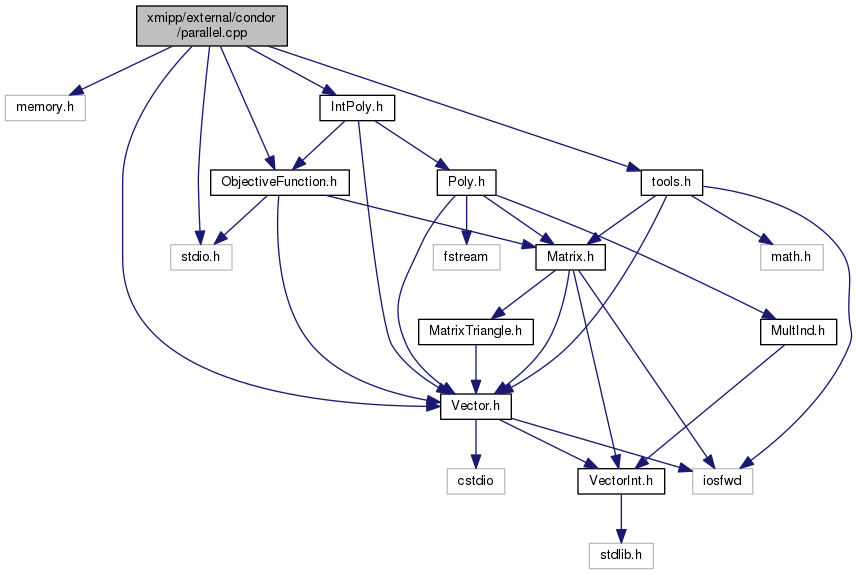 xmipp/external/condor
/parallel.cpp
memory.h
IntPoly.h
ObjectiveFunction.h
Poly.h
tools.h
stdio.h
fstream
Matrix.h
math.h
MatrixTriangle.h
MultInd.h
Vector.h
cstdio
VectorInt.h
iosfwd
stdlib.h